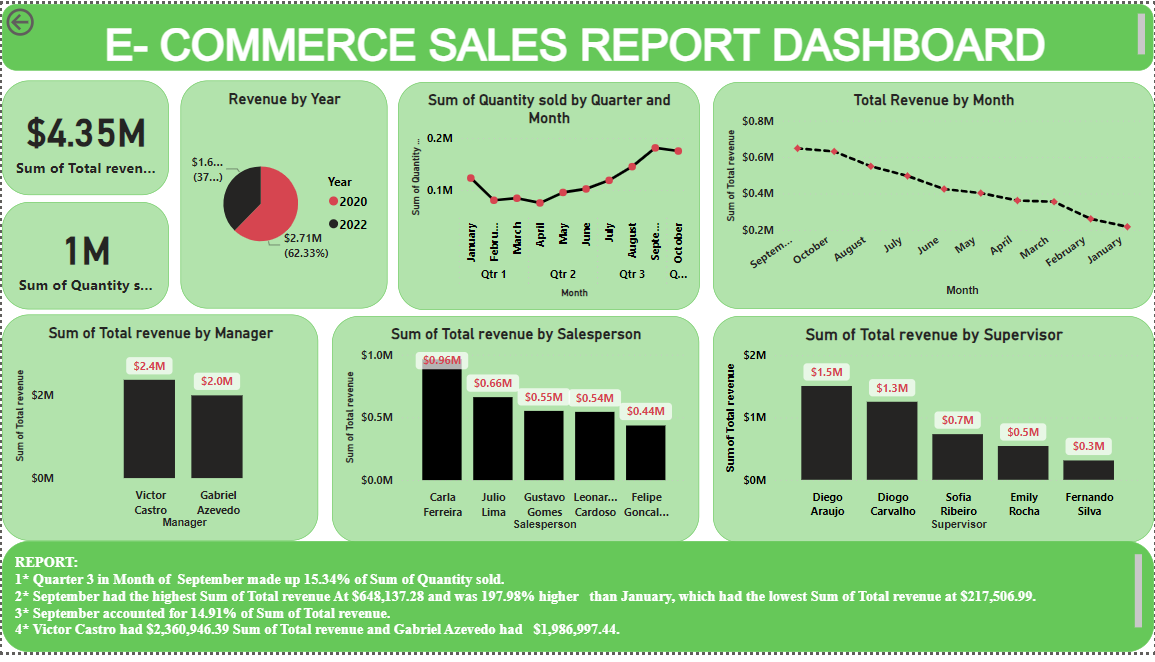 E- COMMERCE SALES REPORT DASHBOARD
$4.35M
Sum of Total reven...
1M
Sum of Quantity s...
Revenue by Year
$1.6...
(37...)
$2.71M
(62.33%)
Year
2020
2022
Sum of Quantity sold by Quarter and
Month
Sum of Quantity ...
0.2M
0.1M
January
Febru...
March
April
May
June
July
August
Septe...
October
Qtr 1
Qtr 2
Qtr 3
Q...
Month
Total Revenue by Month
Sum of Total revenue
$0.8M
$0.6M
$0.4M
$0.2M
Septem...
October
August
July
June
May
April
March
February
January
Month
Sum of Total revenue by Manager
Sum of Total revenue
$2M
$0M
$2.4M
$2.0M
Victor
Castro
Gabriel
Azevedo
Manager
Sum of Total revenue by Salesperson
Sum of Total revenue
$1.0M
$0.5M
$0.0M
$0.96M
$0.66M
$0.55M
$0.54M
$0.44M
Carla
Ferreira
Julio
Lima
Gustavo
Gomes
Leonar...
Cardoso
Felipe
Goncal...
Salesperson
Sum of Total revenue by Supervisor
Sum of Total revenue
$2M
$1M
$0M
$1.5M
$1.3M
$0.7M
$0.5M
$0.3M
Diego
Araujo
Diogo
Carvalho
Sofia
Ribeiro
Emily
Rocha
Fernando
Silva
Supervisor
REPORT:
1* Quarter 3 in Month of  September made up 15.34% of Sum of Quantity sold.
2* September had the highest Sum of Total revenue At $648,137.28 and was 197.98% higher   than January, which had the lowest Sum of Total revenue at $217,506.99.
3* September accounted for 14.91% of Sum of Total revenue.
4* Victor Castro had $2,360,946.39 Sum of Total revenue and Gabriel Azevedo had   $1,986,997.44.